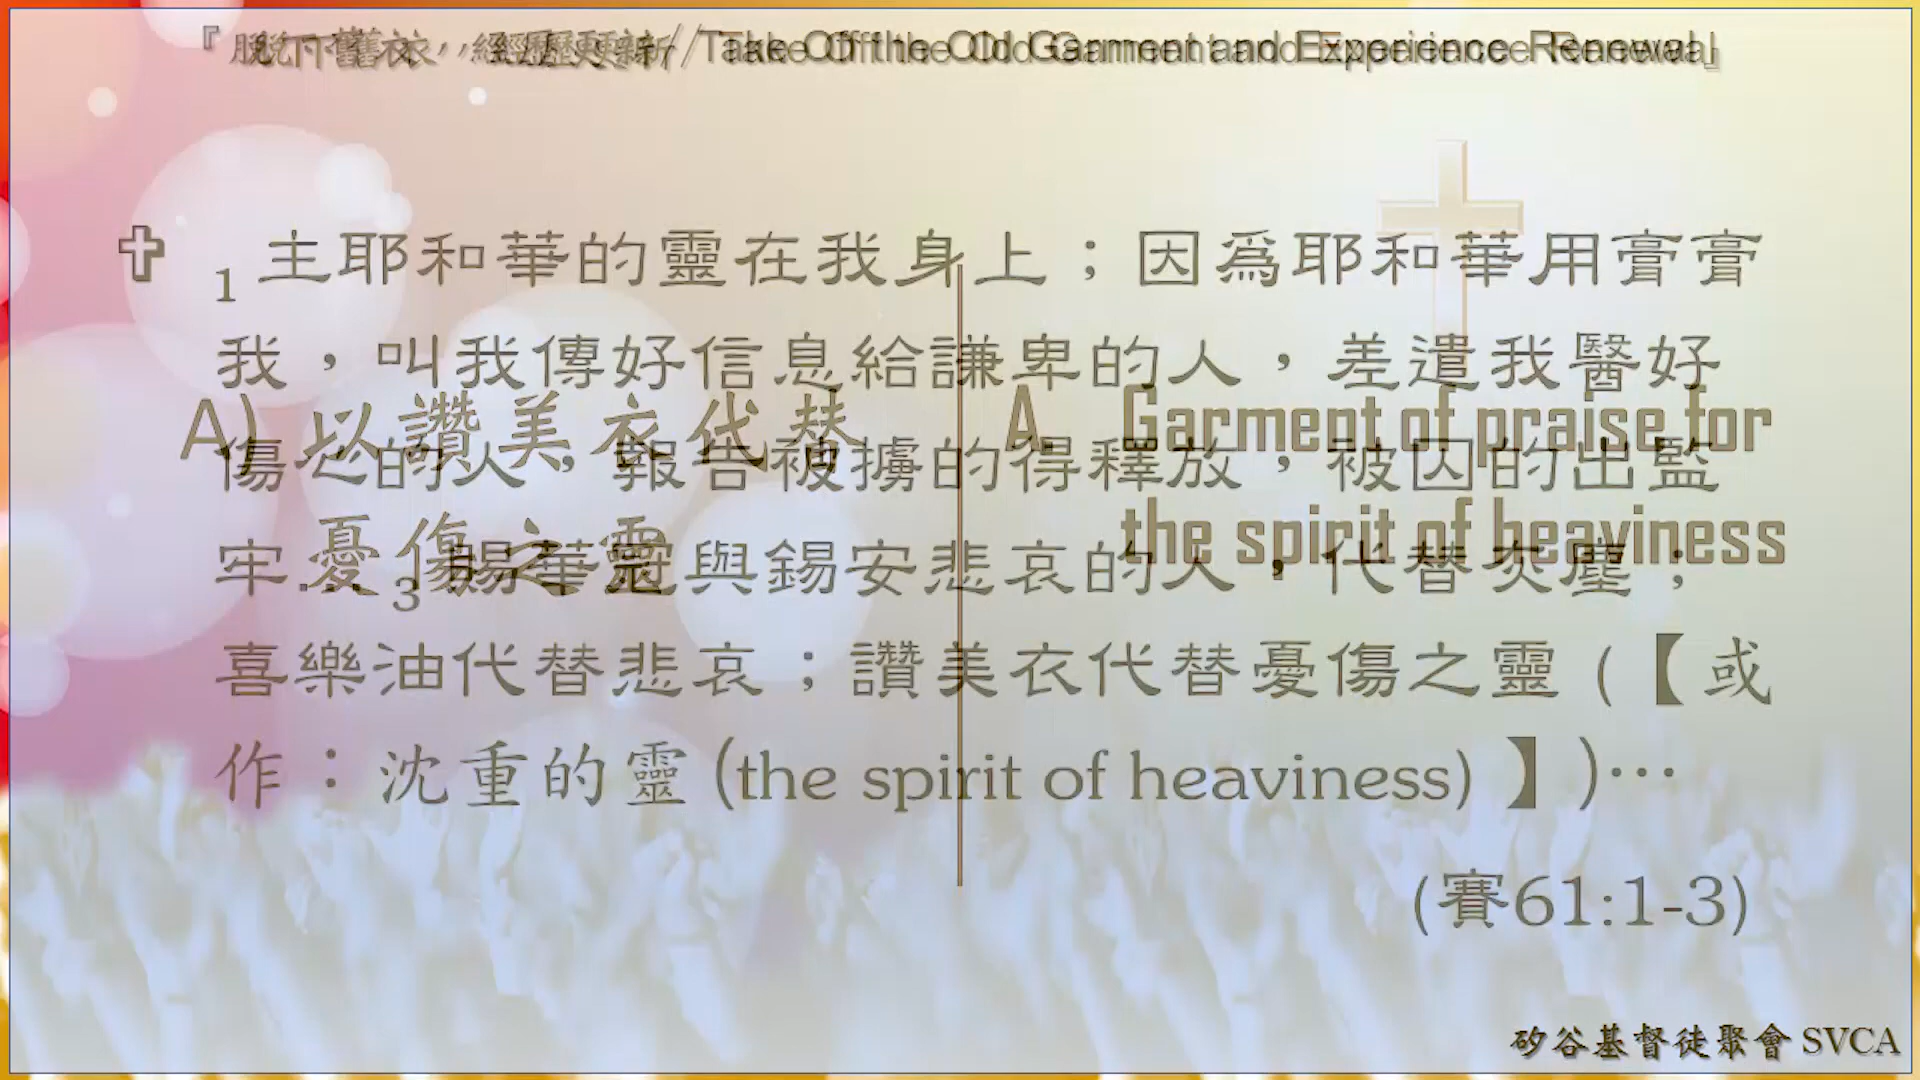 『脫下舊衣，經歷更新/Take Off the Old Garment and Experience Renewal』
1 主耶和華的靈在我身上；因爲耶和華用膏膏
我，叫我傳好信息給謙卑的人，差遣我醫好
傷心的人，報告被擄的得釋放，被囚的出監
牢…3 賜華冠與錫安悲哀的人，代替灰塵；
喜樂油代替悲哀；讚美衣代替憂傷之靈 (【或
作：沈重的靈 (the spirit of heaviness) 】)…
(賽61:1-3)
A) 以讚美衣代替
憂傷之靈
A. Garment of praise for
the spirit of heaviness
矽谷基督徒聚會 SVCA